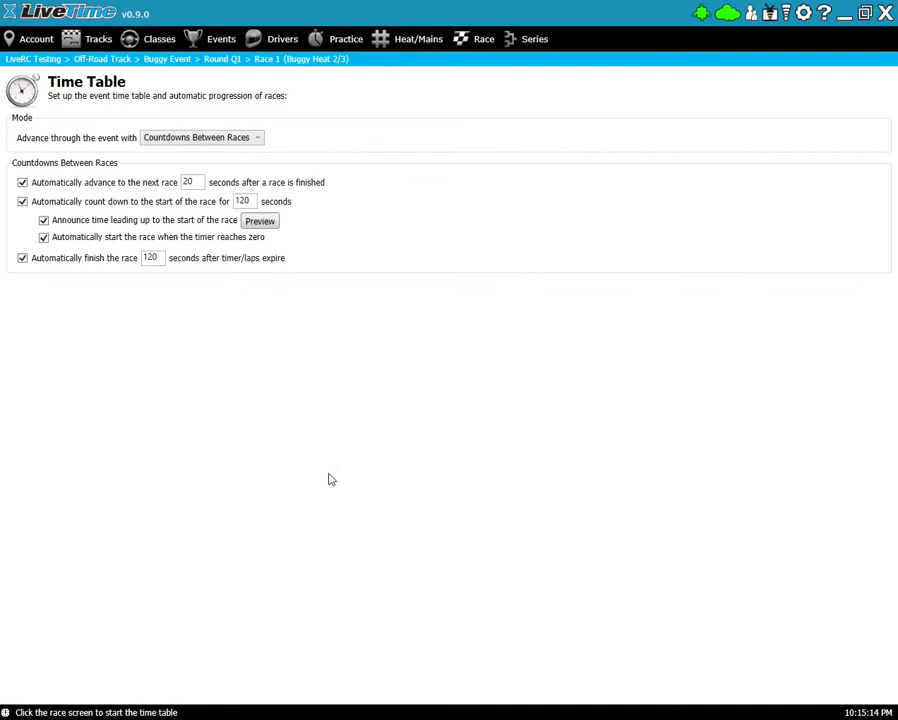 LiveTime v0.9.0
Account Tracks Classes Events Drivers Practice Heat/Mains Race Series
LiveRC Testing > Off-Road Track > Buggy Event > Round Q1 > Race 1 (Buggy Heat 2/3)
Time Table
Set up the event time table and automatic progression of races:
Mode
Advance through the event with Countdowns Between Races
Countdowns Between Races
Automatically advance to the next race 20 seconds after a race is finished
Automatically count down to the start of the race for 120 seconds
Announce time leading up to the start of the race Preview
Automatically start the race when the timer reaches zero
Automatically finish the race 120 seconds after timer/laps expire
Click the race screen to start the time table 10:15:14 PM